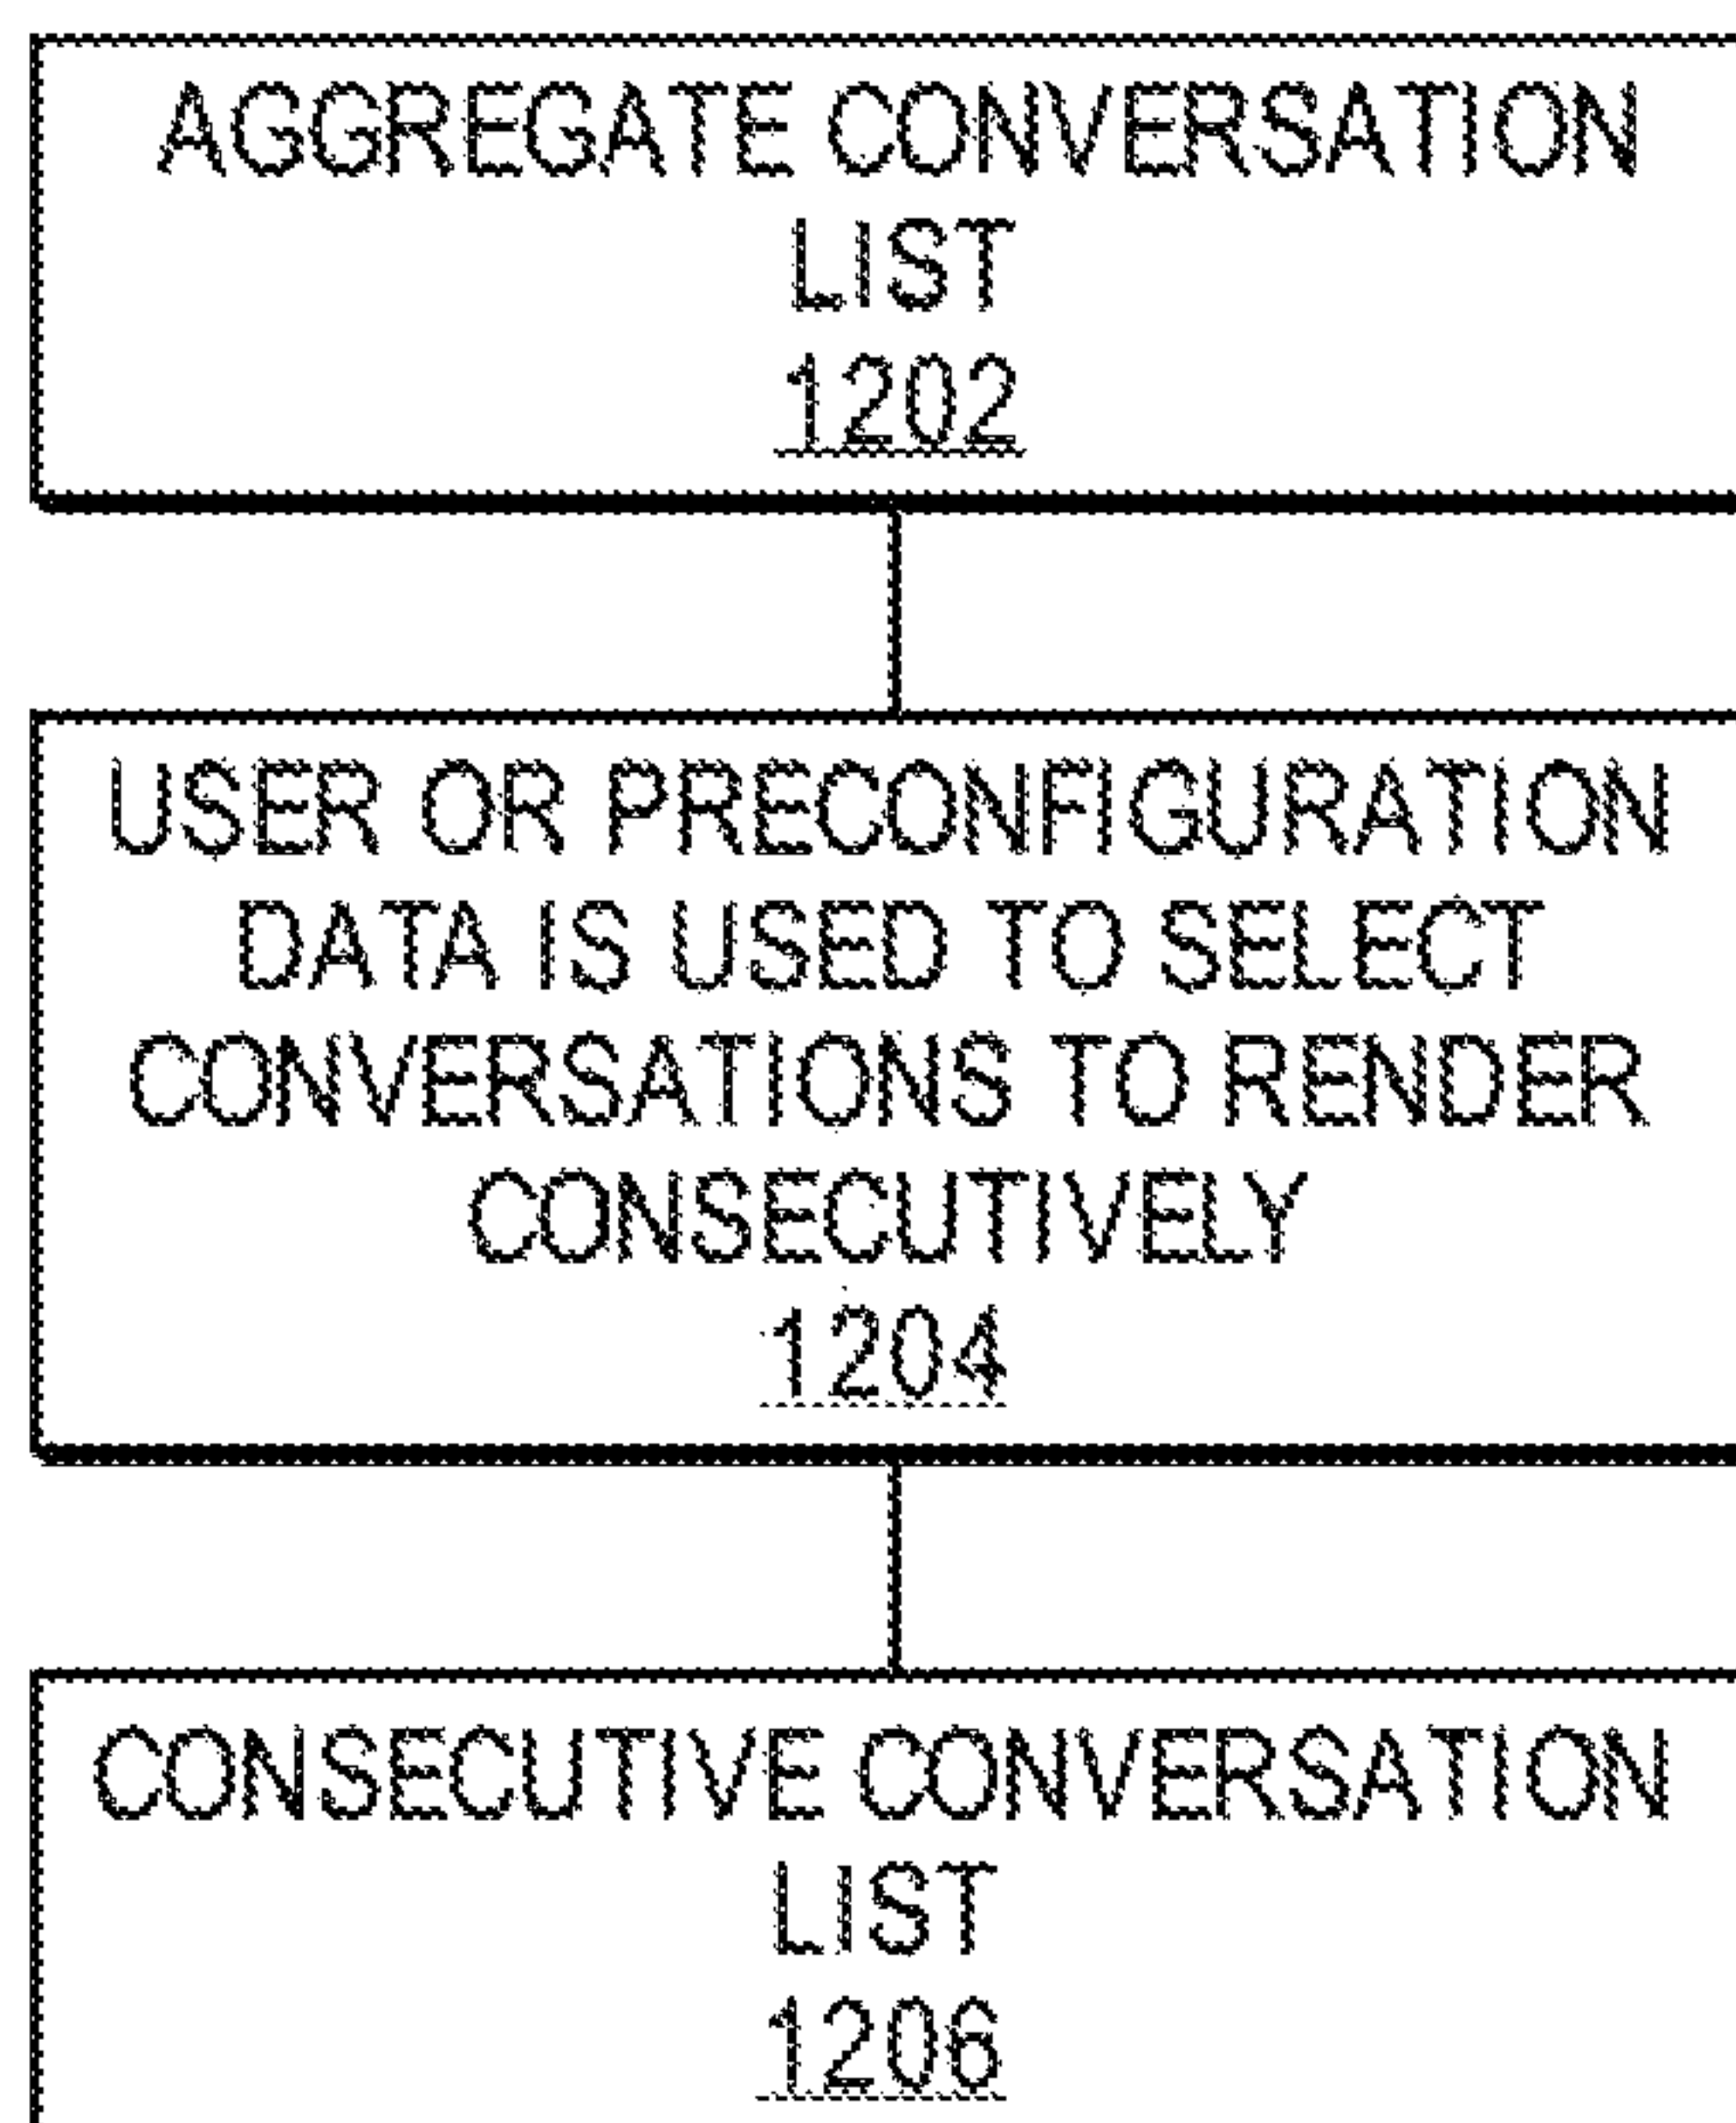 AGGREGATE CONVERSATION
LIST
1202
USER OR PRECONFIGURATION
DATA IS USED TO SELECT
CONVERSATIONS TO RENDER
CONSECUTIVELY
1204
CONSECUTIVE CONVERSATION
LIST
1206